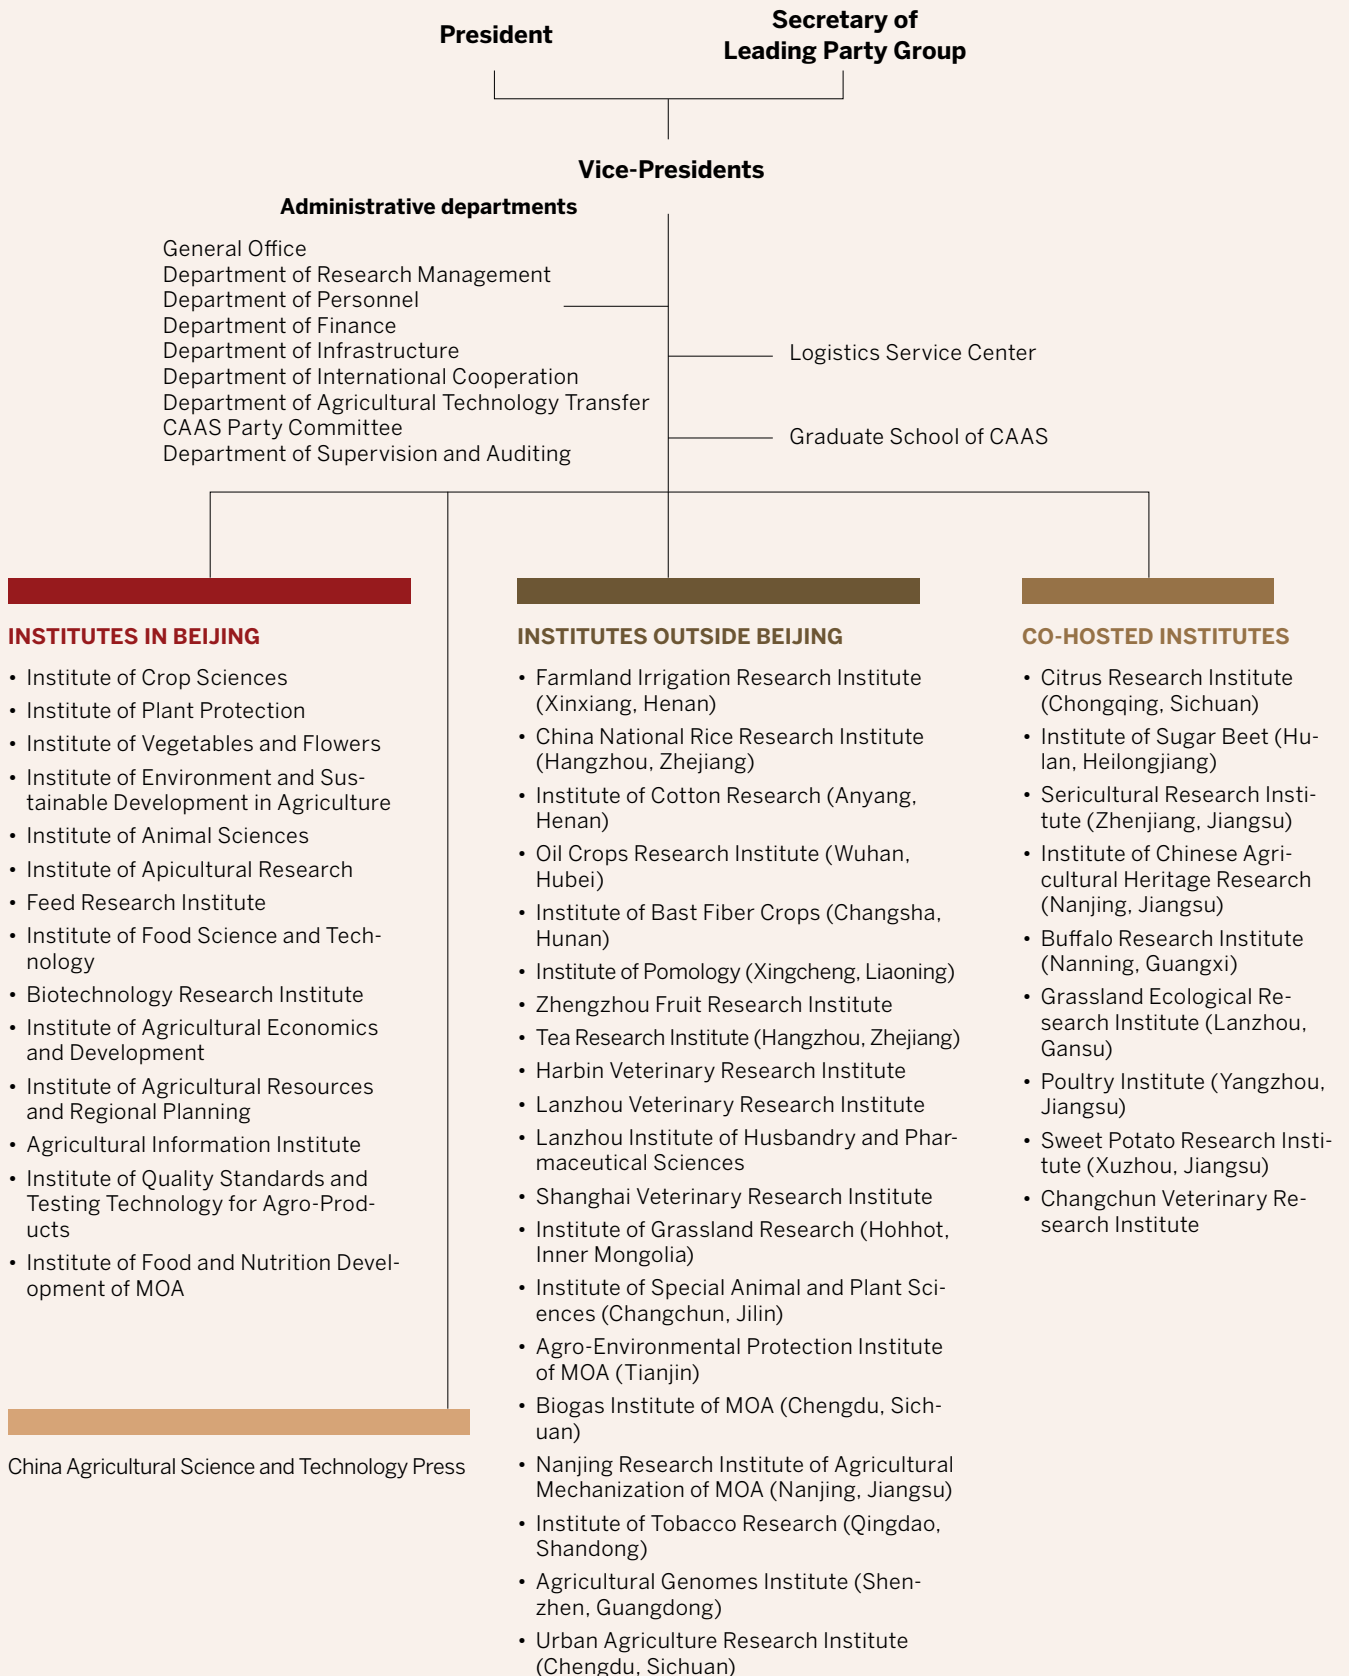 President
Secretary of
Leading Party Group
Vice-Presidents
Administrative departments
General Office
Department of Research Management
Department of Personnel
Department of Finance
Department of Infrastructure
Department of International Cooperation
Department of Agricultural Technology Transfer
CAAS Party Committee
Department of Supervision and Auditing
Logistics Service Center
Graduate School of CAAS
INSTITUTES IN BEIJING
• Institute of Crop Sciences
• Institute of Plant Protection
• Institute of Vegetables and Flowers
• Institute of Environment and Sus-
tainable Development in Agriculture
• Institute of Animal Sciences
• Institute of Apicultural Research
• Feed Research Institute
• Institute of Food Science and Tech-
nology
• Biotechnology Research Institute
• Institute of Agricultural Economics
and Development
• Institute of Agricultural Resources
and Regional Planning
• Agricultural Information Institute
• Institute of Quality Standards and
Testing Technology for Agro-Prod-
ucts
• Institute of Food and Nutrition Devel-
opment of MOA
China Agricultural Science and Technology Press
INSTITUTES OUTSIDE BEIJING
• Farmland Irrigation Research Institute
(Xinxiang, Henan)
• China National Rice Research Institute
(Hangzhou, Zhejiang)
• Institute of Cotton Research (Anyang,
Henan)
• Oil Crops Research Institute (Wuhan,
Hubei)
• Institute of Bast Fiber Crops (Changsha,
Hunan)
• Institute of Pomology (Xingcheng, Liaoning)
• Zhengzhou Fruit Research Institute
• Tea Research Institute (Hangzhou, Zhejiang)
• Harbin Veterinary Research Institute
• Lanzhou Veterinary Research Institute
• Lanzhou Institute of Husbandry and Phar-
maceutical Sciences
• Shanghai Veterinary Research Institute
• Institute of Grassland Research (Hohhot,
Inner Mongolia)
• Institute of Special Animal and Plant Sci-
ences (Changchun, Jilin)
• Agro-Environmental Protection Institute
of MOA (Tianjin)
• Biogas Institute of MOA (Chengdu, Sich-
uan)
• Nanjing Research Institute of Agricultural
Mechanization of MOA (Nanjing, Jiangsu)
• Institute of Tobacco Research (Qingdao,
Shandong)
• Agricultural Genomes Institute (Shen-
zhen, Guangdong)
• Urban Agriculture Research Institute
(Chengdu, Sichuan)
CO-HOSTED INSTITUTES
• Citrus Research Institute
(Chongqing, Sichuan)
• Institute of Sugar Beet (Hu-
lan, Heilongjiang)
• Sericultural Research Insti-
tute (Zhenjiang, Jiangsu)
• Institute of Chinese Agri-
cultural Heritage Research
(Nanjing, Jiangsu)
• Buffalo Research Institute
(Nanning, Guangxi)
• Grassland Ecological Re-
search Institute (Lanzhou,
Gansu)
• Poultry Institute (Yangzhou,
Jiangsu)
• Sweet Potato Research Insti-
tute (Xuzhou, Jiangsu)
• Changchun Veterinary Re-
search Institute